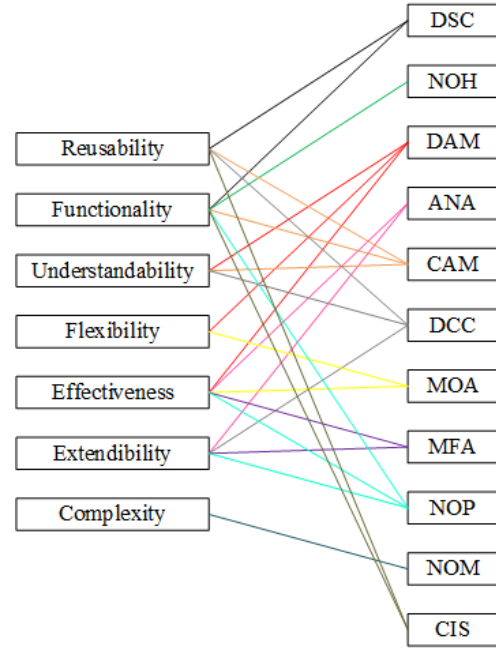 Reusability
Functionality
Understandability
Flexibility
Effectiveness
Extendibility
Complexity
DSC
NOH
DAM
ANA
CAM
DCC
MOA
MFA
NOP
NOM
CIS